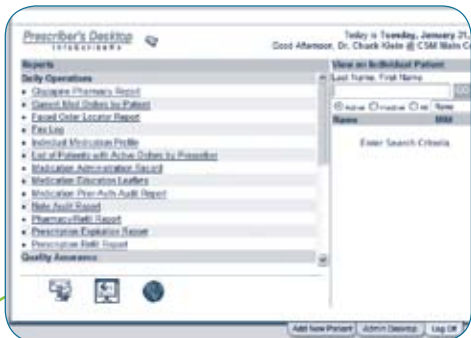 Prescriber's Desktop
InfoScriber
Today is Tuesday, January 21,
Good Afternoon, Dr. Chuck Klein @ CSM Main C
Reports
Daily Operations
Clozapine Pharmacy Report
Current Med Orders by Patient
Faxed Order Locator Report
Fax Log
Individual Medication Profile
List of Patients with Active Orders by Prescriber
Medication Administration Record
Medication Education Leaflets
Medication Prior-Auth Audit Report
Note Audit Report
Pharmacy Refill Report
Prescription Expiration Report
Prescription Refill Report
Quality Assurance
View an Individual Patient
Last Name, First Name
GO
Active Inactive All
Name
Enter Search Criteria
Add New Patient Admin Desktop Log Off